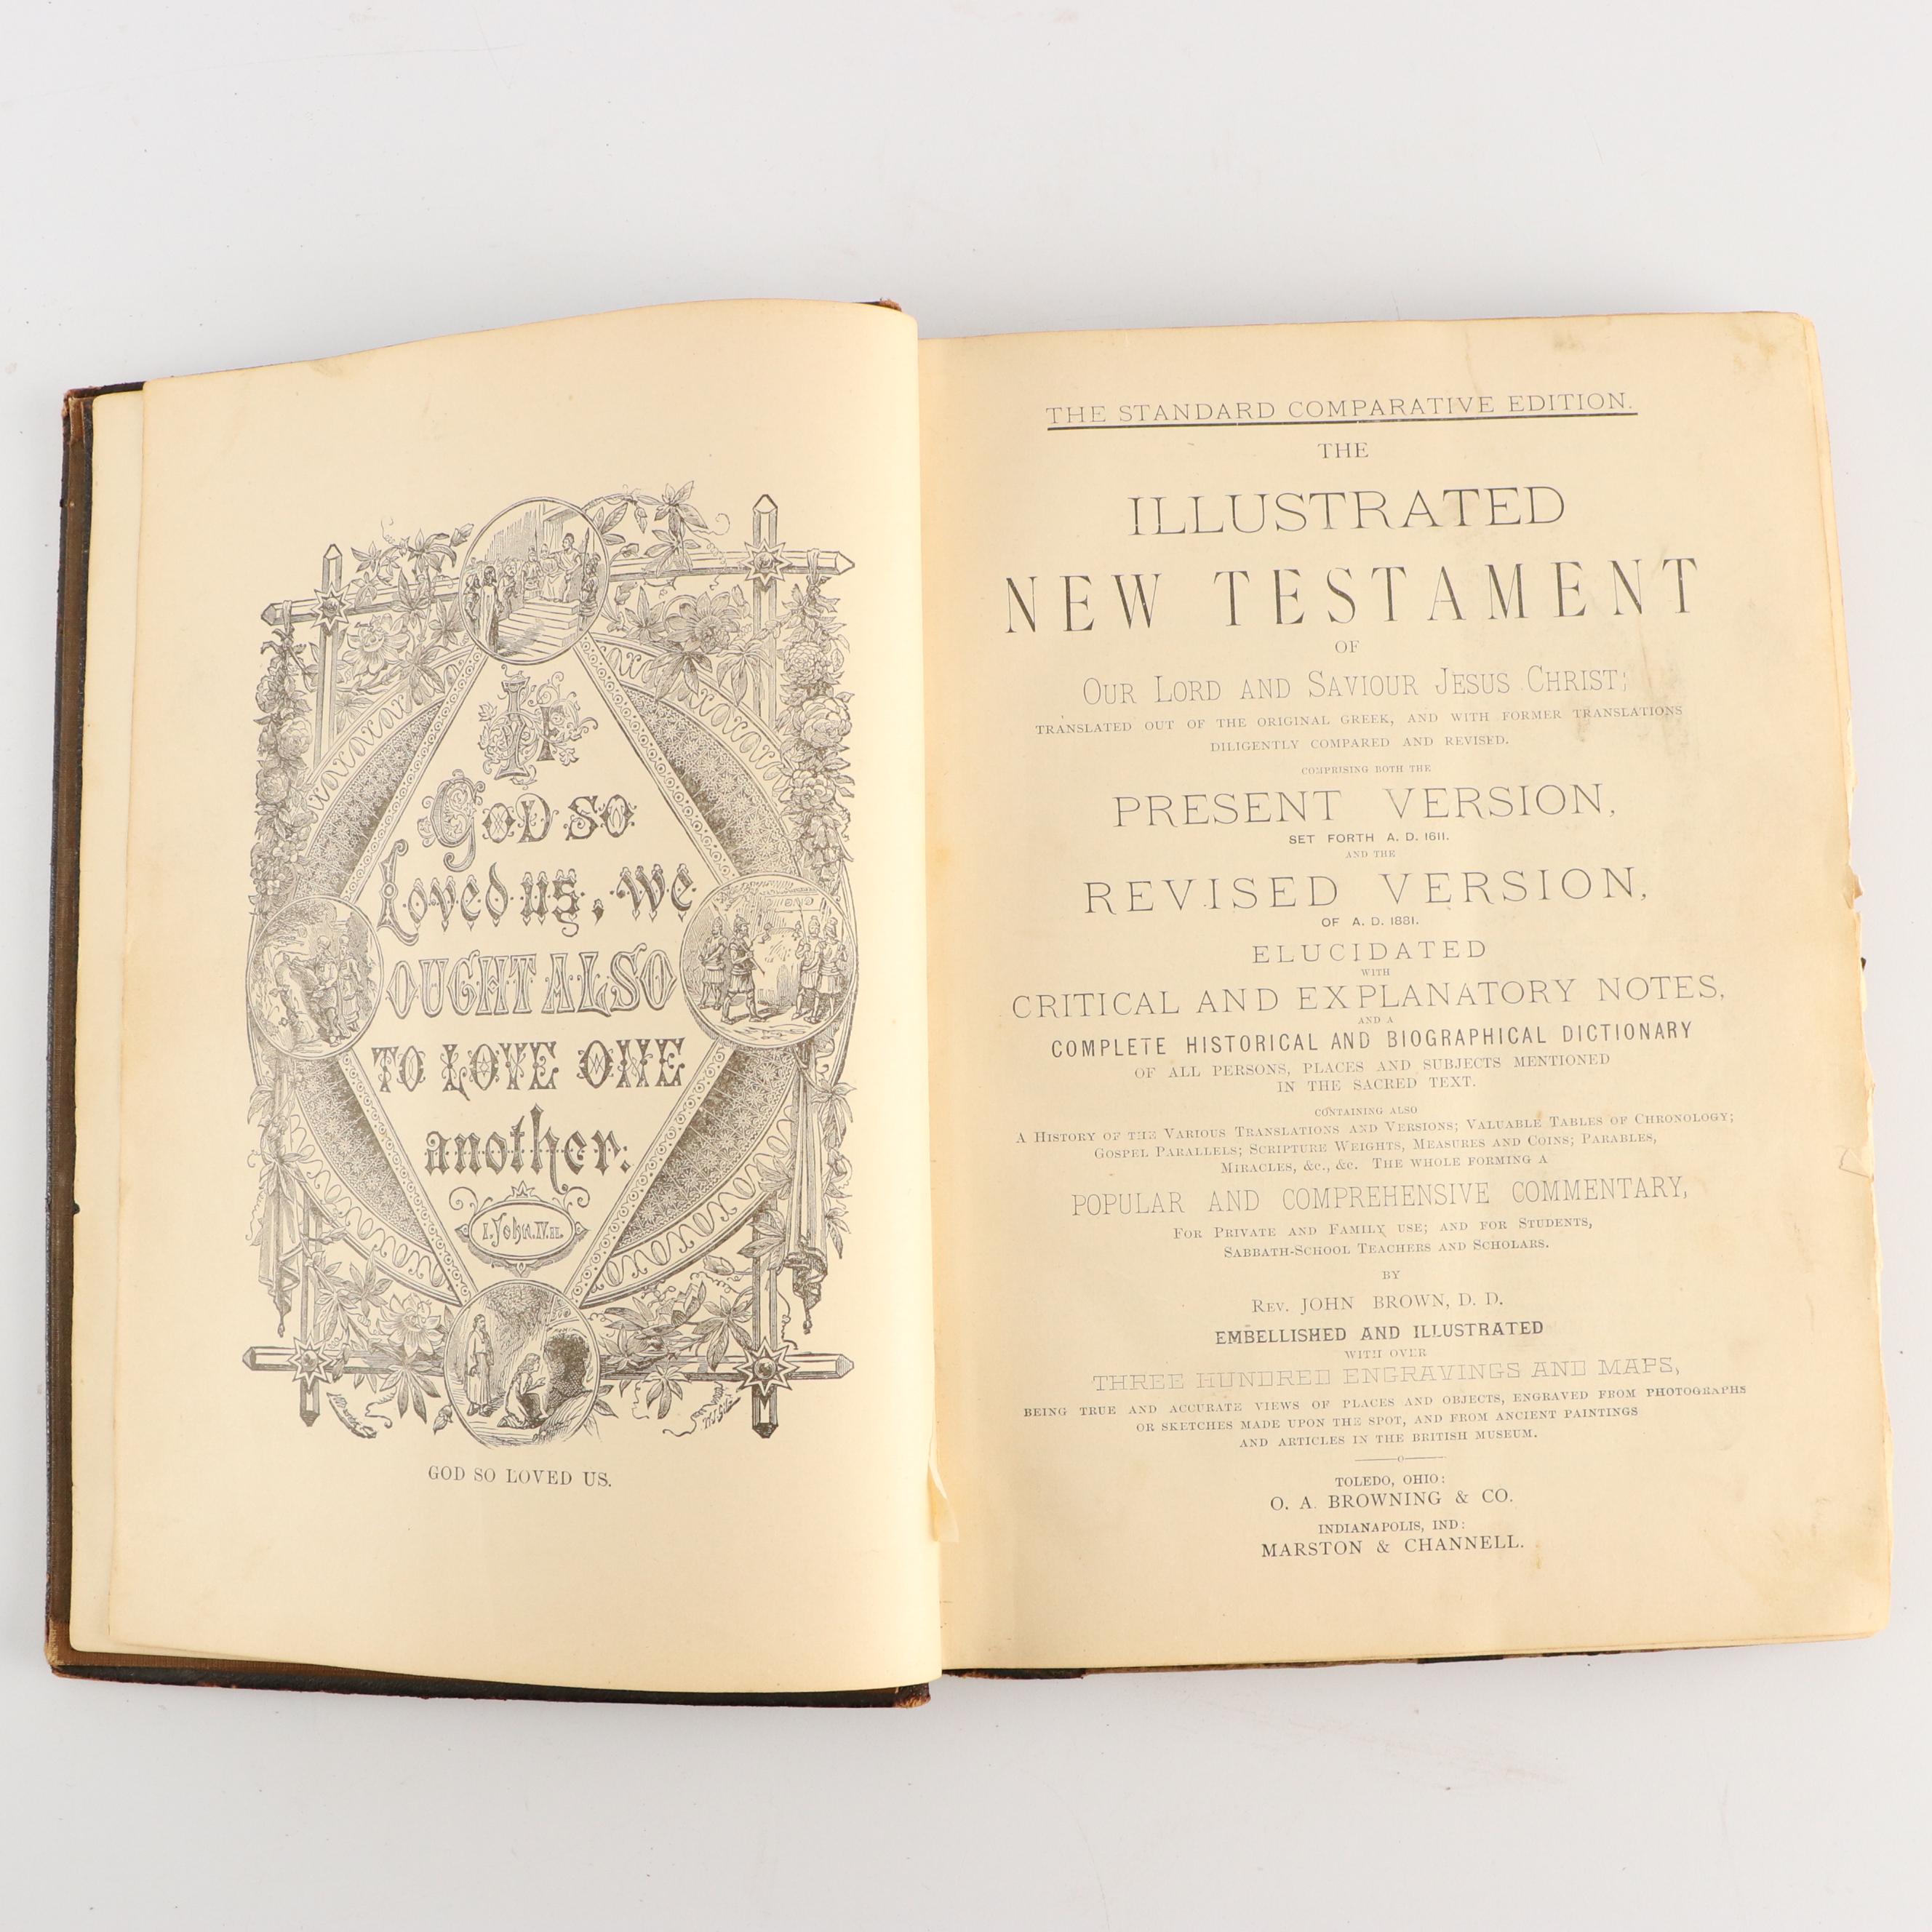 IF
GOD SO
Loved us, we
OUGHT ALSO
TO LOVE ONE
another:
I. John. IV. 11.
GOD SO LOVED US.
THE STANDARD COMPARATIVE EDITION.
THE
ILLUSTRATED
NEW TESTAMENT
OF
OUR LORD AND SAVIOUR JESUS CHRIST;
TRANSLATED OUT OF THE ORIGINAL GREEK, AND WITH FORMER TRANSLATIONS
DILIGENTLY COMPARED AND REVISED.
COMPRISING BOTH THE
PRESENT VERSION,
SET FORTH A. D. 1611.
AND THE
REVISED VERSION,
OF A. D. 1881.
ELUCIDATED
WITH
CRITICAL AND EXPLANATORY NOTES,
AND A
COMPLETE HISTORICAL AND BIOGRAPHICAL DICTIONARY
OF ALL PERSONS, PLACES AND SUBJECTS MENTIONED
IN THE SACRED TEXT.
CONTAINING ALSO
A HISTORY OF THE VARIOUS TRANSLATIONS AND VERSIONS; VALUABLE TABLES OF CHRONOLOGY;
GOSPEL PARALLELS; SCRIPTURE WEIGHTS, MEASURES AND COINS; PARABLES,
MIRACLES, &c., &c. THE WHOLE FORMING A
POPULAR AND COMPREHENSIVE COMMENTARY,
FOR PRIVATE AND FAMILY USE; AND FOR STUDENTS,
SABBATH-SCHOOL TEACHERS AND SCHOLARS.
BY
REV. JOHN BROWN, D. D.
EMBELLISHED AND ILLUSTRATED
WITH OVER
THREE HUNDRED ENGRAVINGS AND MAPS,
BEING TRUE AND ACCURATE VIEWS OF PLACES AND OBJECTS, ENGRAVED FROM PHOTOGRAPHS
OR SKETCHES MADE UPON THE SPOT, AND FROM ANCIENT PAINTINGS
AND ARTICLES IN THE BRITISH MUSEUM.
TOLEDO, OHIO:
O. A. BROWNING & CO.
INDIANAPOLIS, IND:
MARSTON & CHANNELL.